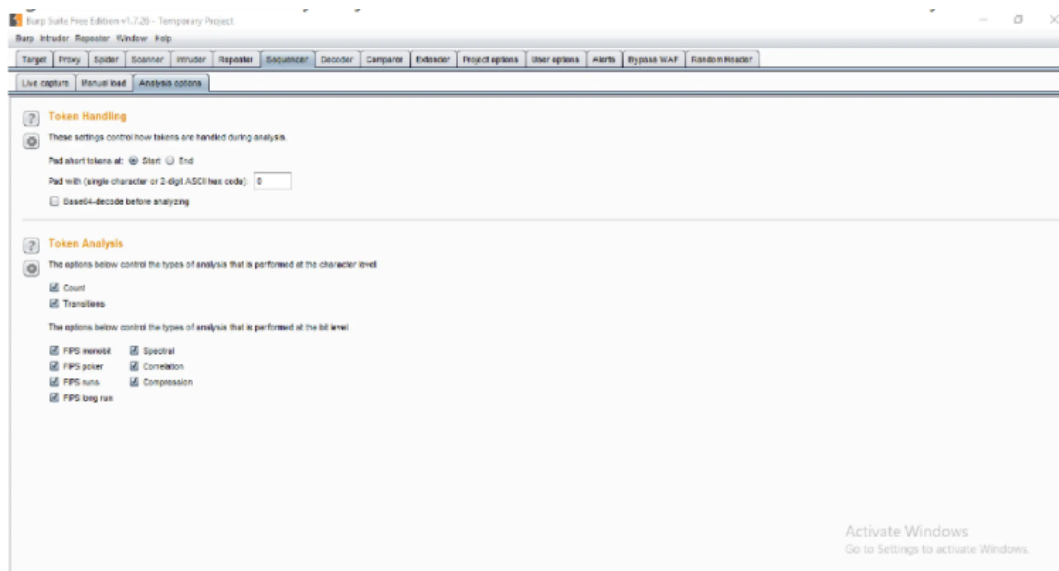 Burp Suite Free Edition v1.7.26 - Temporary Project
Burp Intruder Repeater Window Help
Target Proxy Spider Scanner Intruder Repeater Sequencer Decoder Comparer Extender Project options User options Alerts Bypass WAF Random Header
Live capture Manual load Analysis options
? Token Handling
These settings control how tokens are handled during analysis.
Pad short tokens at: Start End
Pad with (single character or 2-digit ASCII hex code): 0
Base64-decode before analyzing
? Token Analysis
The options below control the types of analysis that is performed at the character level
Count
Transitions
The options below control the types of analysis that is performed at the bit level
FIPS monobit Spectral
FIPS poker Correlation
FIPS runs Compression
FIPS long run
Activate Windows
Go to Settings to activate Windows.